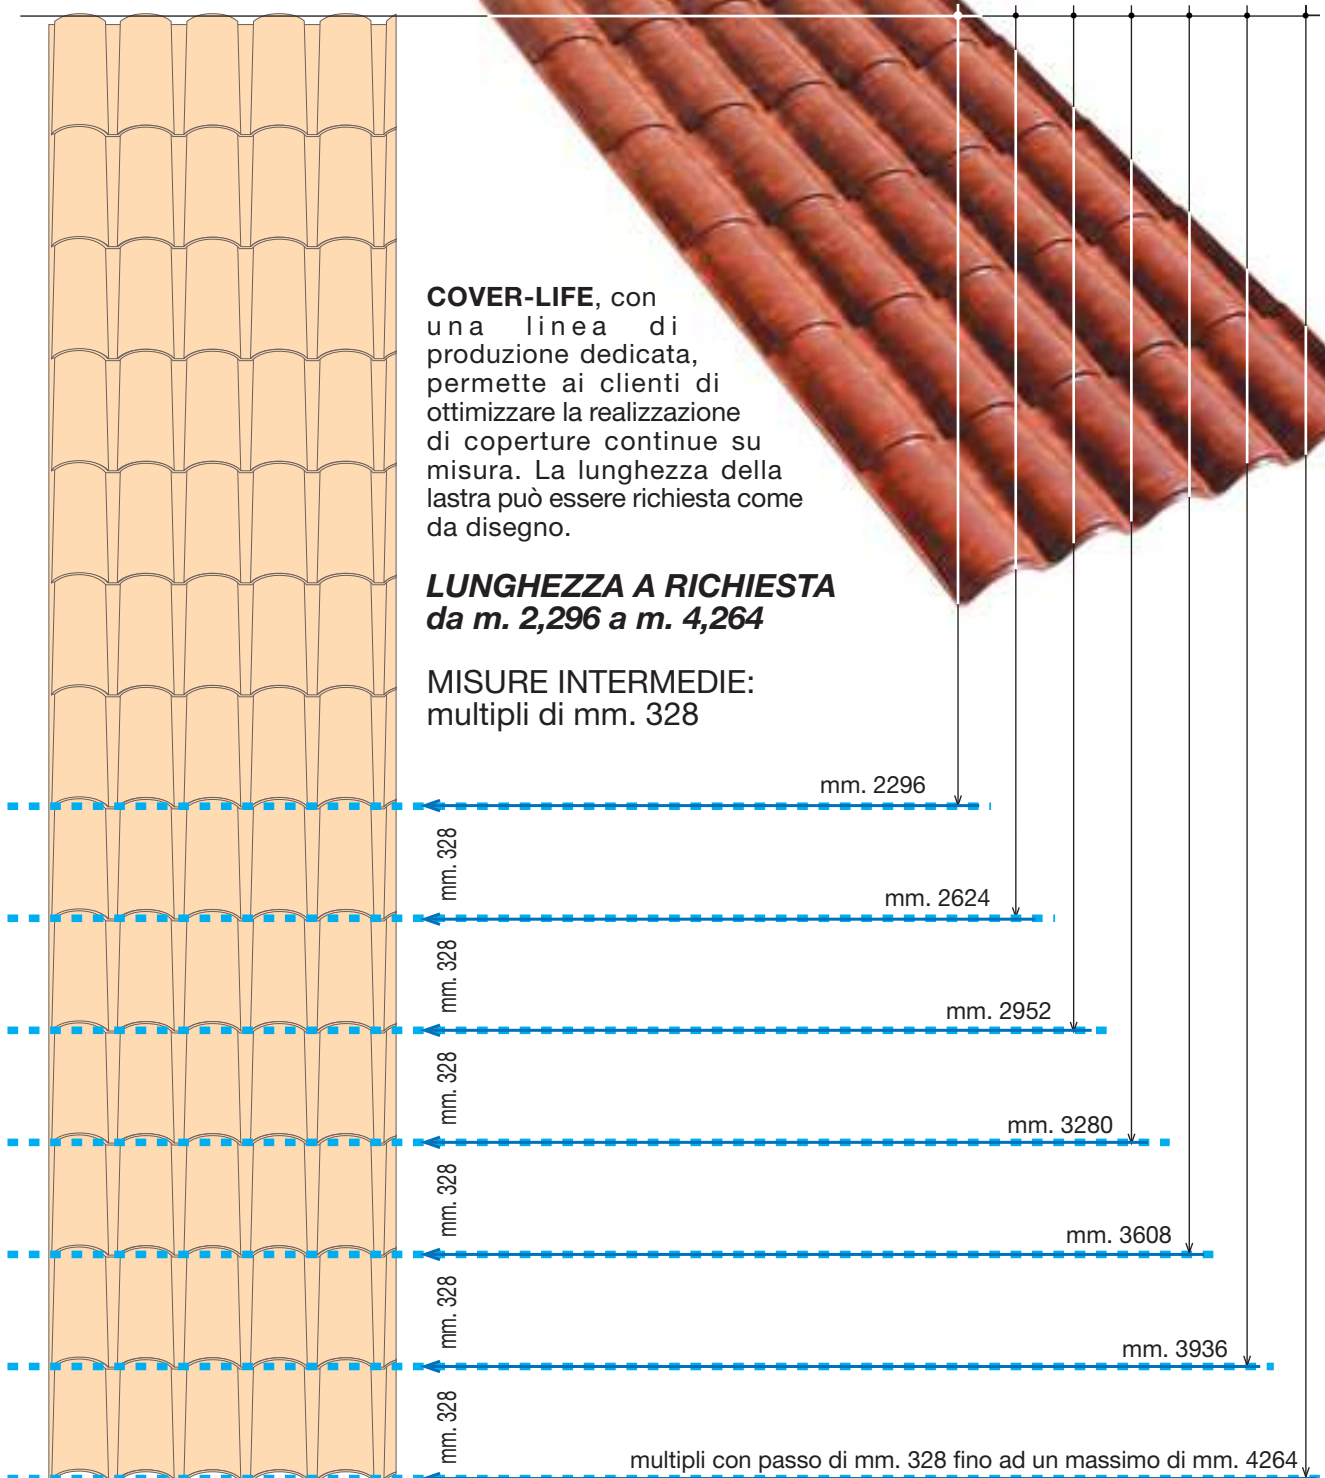 COVER-LIFE, con
una linea di
produzione dedicata,
permette ai clienti di
ottimizzare la realizzazione
di coperture continue su
misura. La lunghezza della
lastra può essere richiesta come
da disegno.
LUNGHEZZA A RICHIESTA
da m. 2,296 a m. 4,264
MISURE INTERMEDIE:
multipli di mm. 328
mm. 2296
mm. 328
mm. 2624
mm. 328
mm. 2952
mm. 328
mm. 3280
mm. 328
mm. 3608
mm. 328
mm. 3936
mm. 328
multipli con passo di mm. 328 fino ad un massimo di mm. 4264